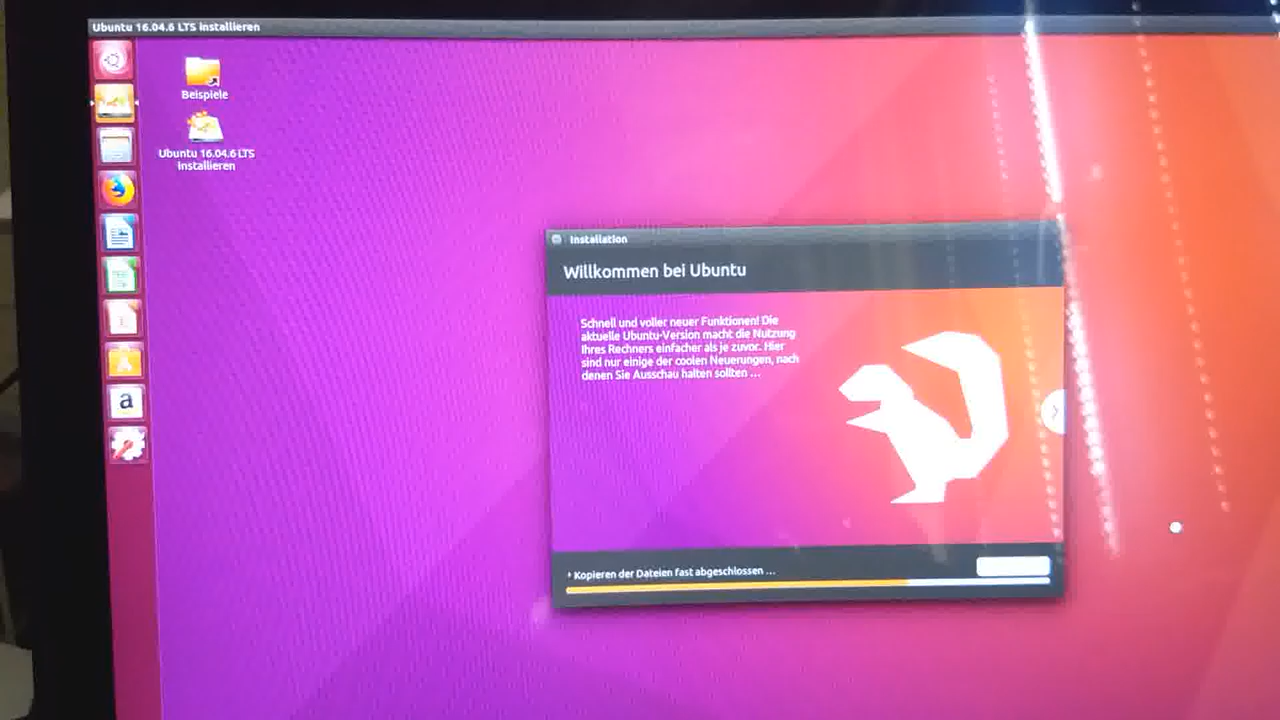 Ubuntu 16.04.6 LTS installieren
Beispiele
Ubuntu 16.04.6 LTS
installieren
Installation
Willkommen bei Ubuntu
Schnell und voller neuer Funktionen! Die
aktuelle Ubuntu-Version macht die Nutzung
Ihres Rechners einfacher als je zuvor. Hier
sind nur einige der coolen Neuerungen, nach
denen Sie Ausschau halten sollten ...
Kopieren der Dateien fast abgeschlossen ...
a